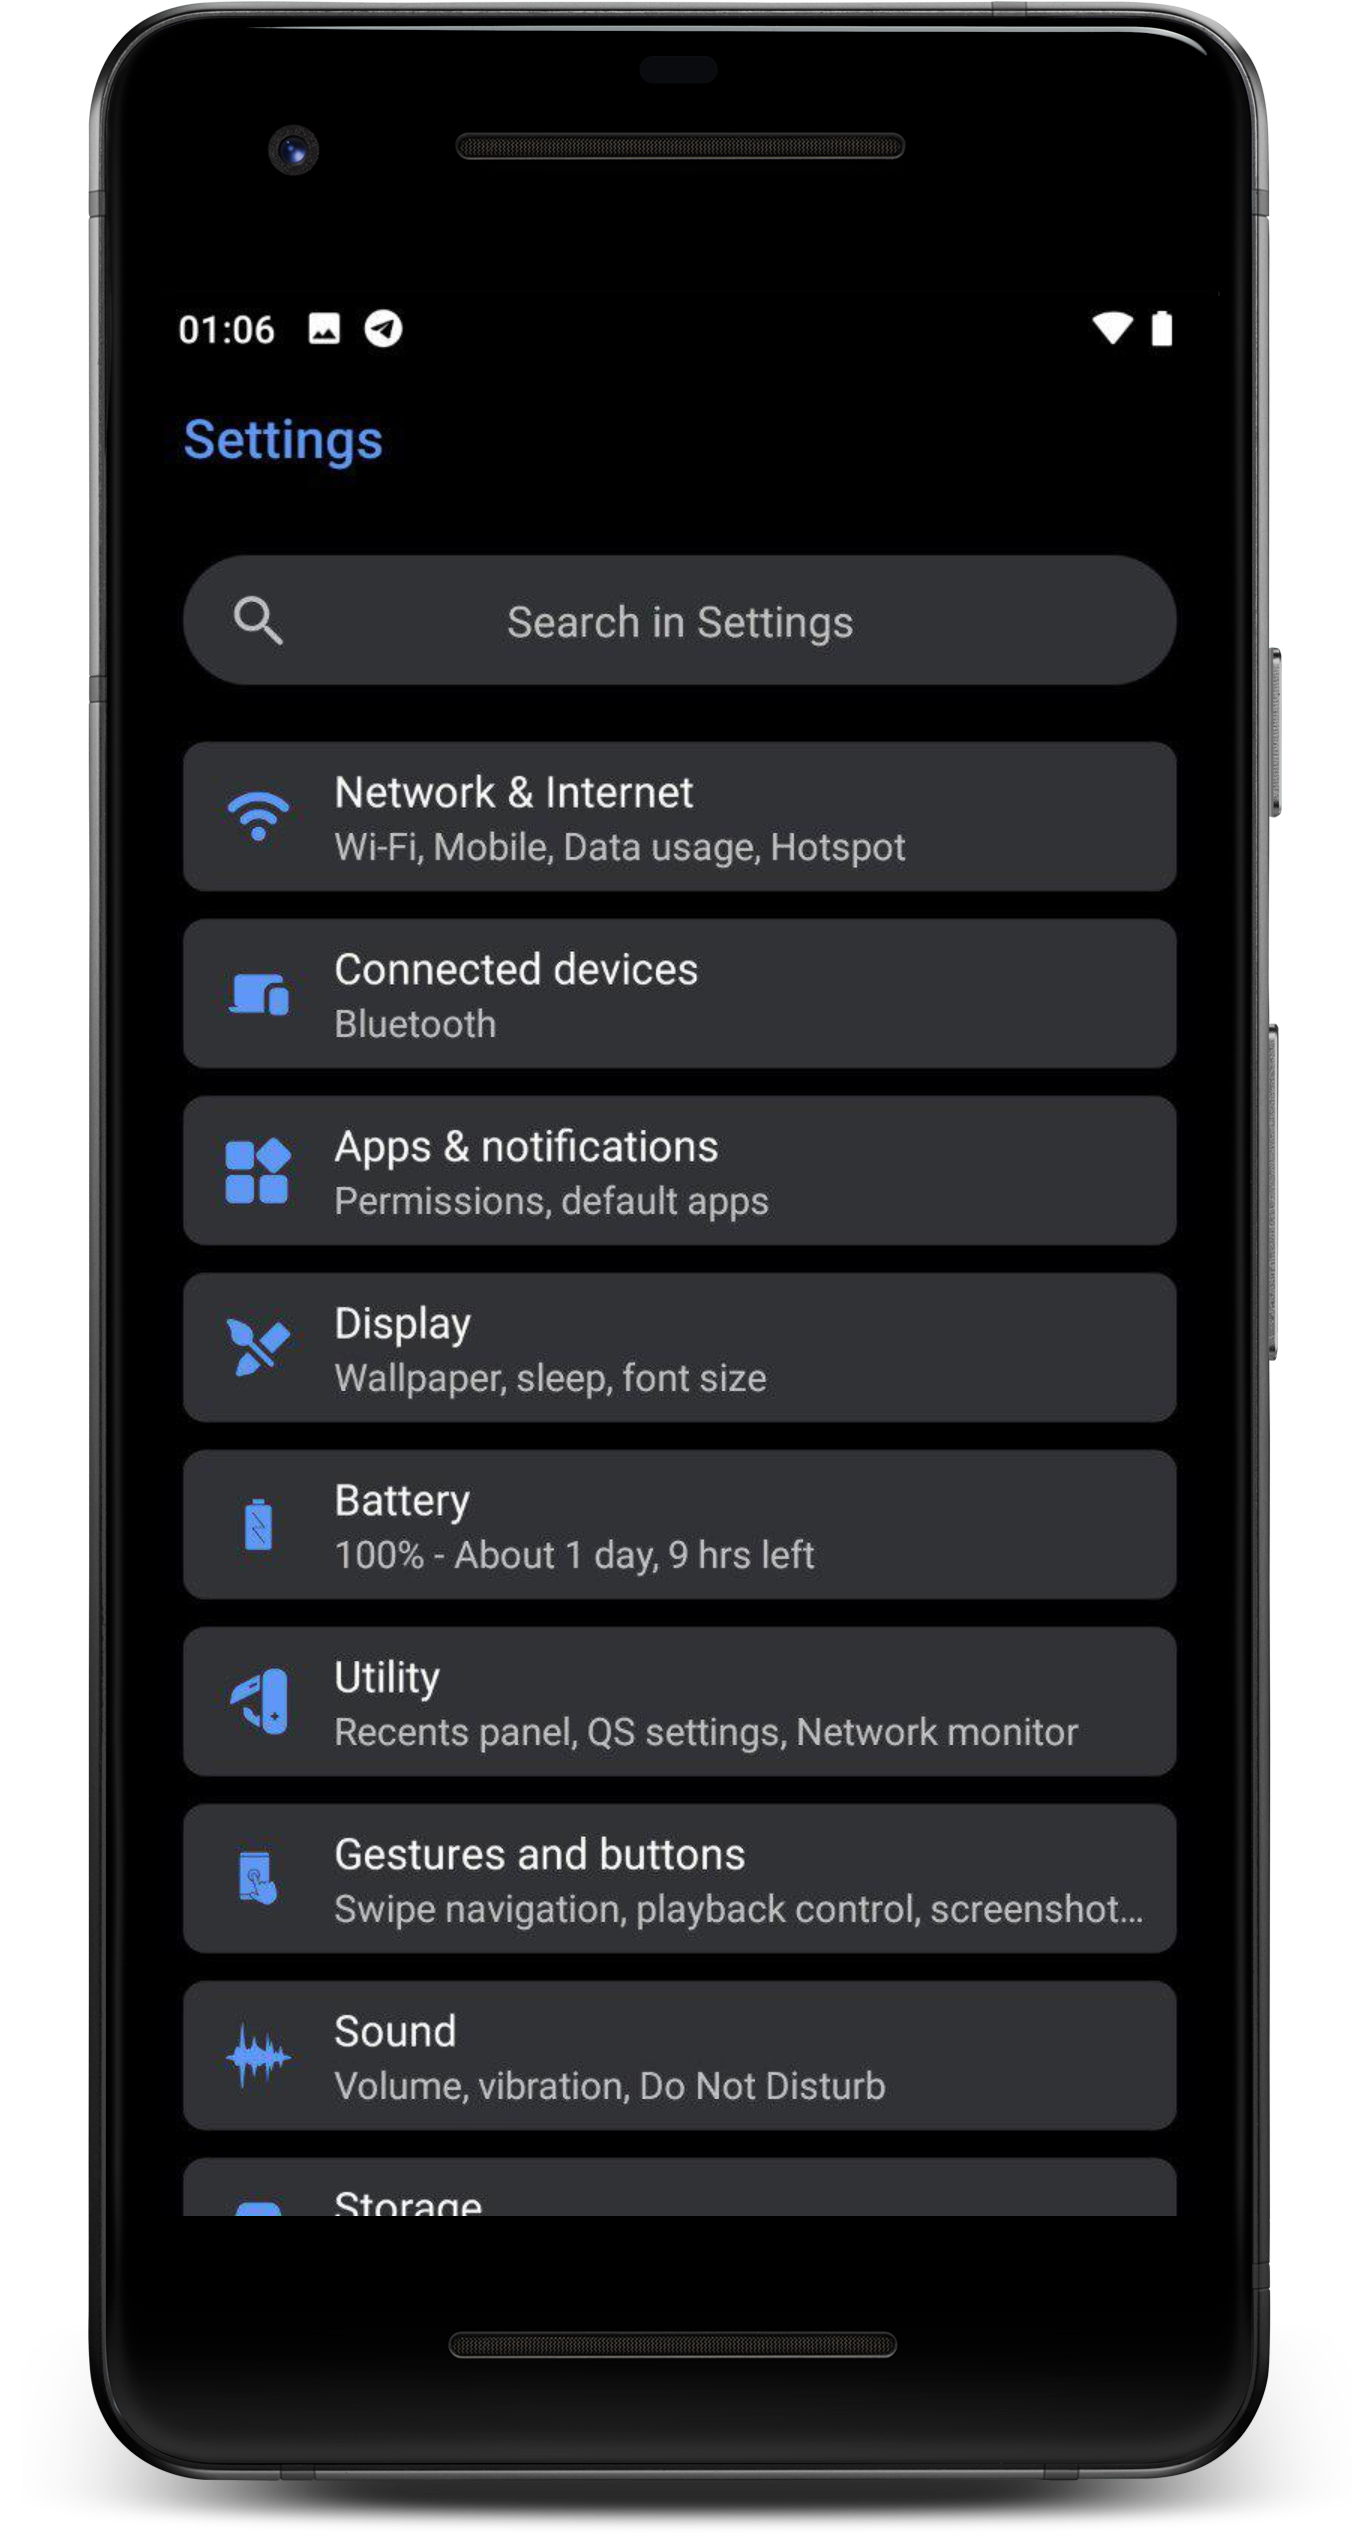 01:06
Settings
Search in Settings
Network & Internet
Wi-Fi, Mobile, Data usage, Hotspot
Connected devices
Bluetooth
Apps & notifications
Permissions, default apps
Display
Wallpaper, sleep, font size
Battery
100% - About 1 day, 9 hrs left
Utility
Recents panel, QS settings, Network monitor
Gestures and buttons
Swipe navigation, playback control, screenshot...
Sound
Volume, vibration, Do Not Disturb
Storage